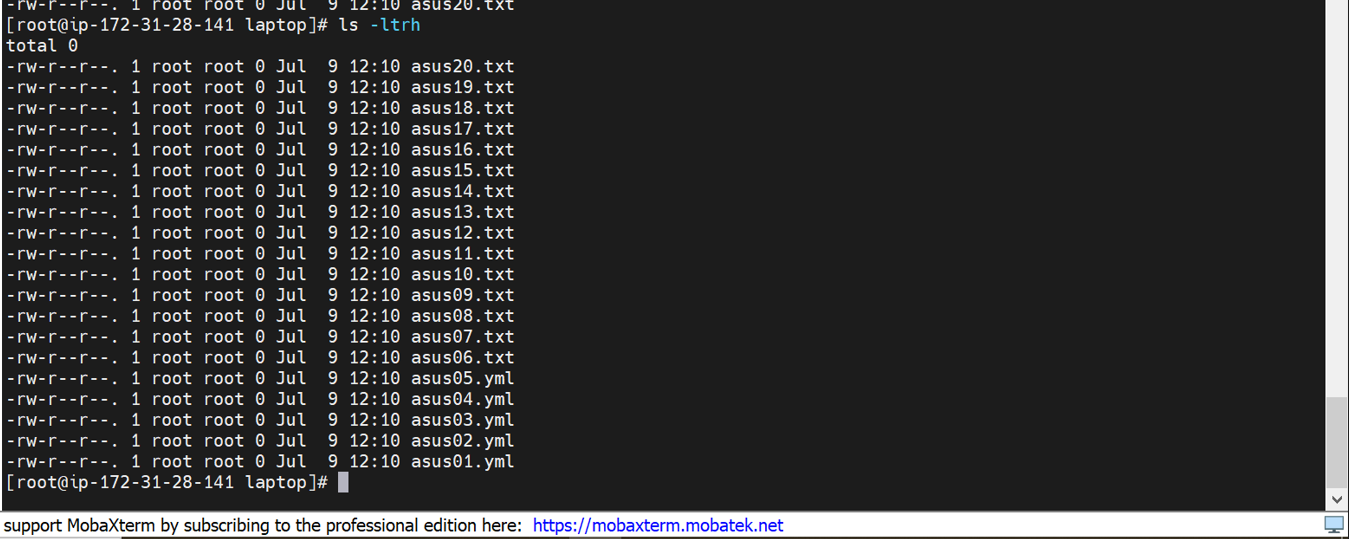 -rw-r--r--. 1 root root 0 Jul  9 12:10 asus20.txt
[root@ip-172-31-28-141 laptop]# ls -ltrh
total 0
-rw-r--r--. 1 root root 0 Jul  9 12:10 asus20.txt
-rw-r--r--. 1 root root 0 Jul  9 12:10 asus19.txt
-rw-r--r--. 1 root root 0 Jul  9 12:10 asus18.txt
-rw-r--r--. 1 root root 0 Jul  9 12:10 asus17.txt
-rw-r--r--. 1 root root 0 Jul  9 12:10 asus16.txt
-rw-r--r--. 1 root root 0 Jul  9 12:10 asus15.txt
-rw-r--r--. 1 root root 0 Jul  9 12:10 asus14.txt
-rw-r--r--. 1 root root 0 Jul  9 12:10 asus13.txt
-rw-r--r--. 1 root root 0 Jul  9 12:10 asus12.txt
-rw-r--r--. 1 root root 0 Jul  9 12:10 asus11.txt
-rw-r--r--. 1 root root 0 Jul  9 12:10 asus10.txt
-rw-r--r--. 1 root root 0 Jul  9 12:10 asus09.txt
-rw-r--r--. 1 root root 0 Jul  9 12:10 asus08.txt
-rw-r--r--. 1 root root 0 Jul  9 12:10 asus07.txt
-rw-r--r--. 1 root root 0 Jul  9 12:10 asus06.txt
-rw-r--r--. 1 root root 0 Jul  9 12:10 asus05.yml
-rw-r--r--. 1 root root 0 Jul  9 12:10 asus04.yml
-rw-r--r--. 1 root root 0 Jul  9 12:10 asus03.yml
-rw-r--r--. 1 root root 0 Jul  9 12:10 asus02.yml
-rw-r--r--. 1 root root 0 Jul  9 12:10 asus01.yml
[root@ip-172-31-28-141 laptop]#
support MobaXterm by subscribing to the professional edition here: https://mobaxterm.mobatek.net